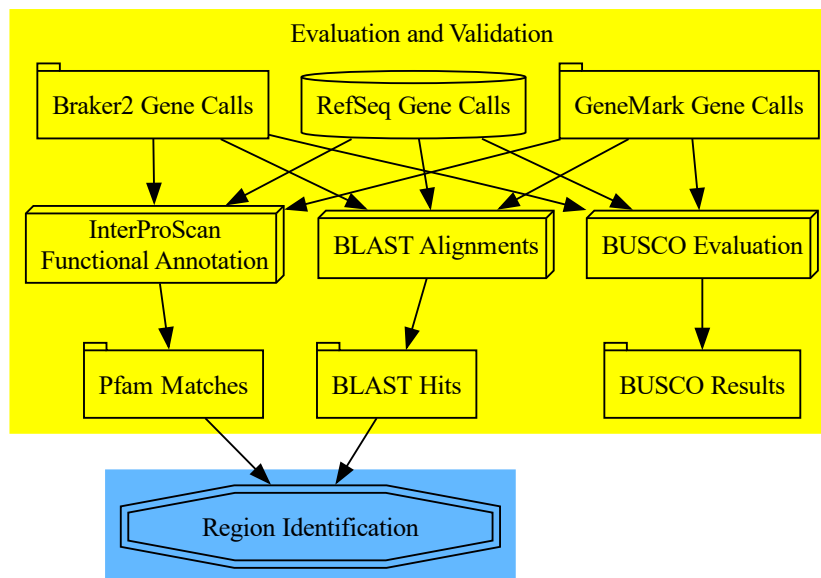 Evaluation and Validation
Braker2 Gene Calls
RefSeq Gene Calls
GeneMark Gene Calls
InterProScan
Functional Annotation
BLAST Alignments
BUSCO Evaluation
Pfam Matches
BLAST Hits
BUSCO Results
Region Identification